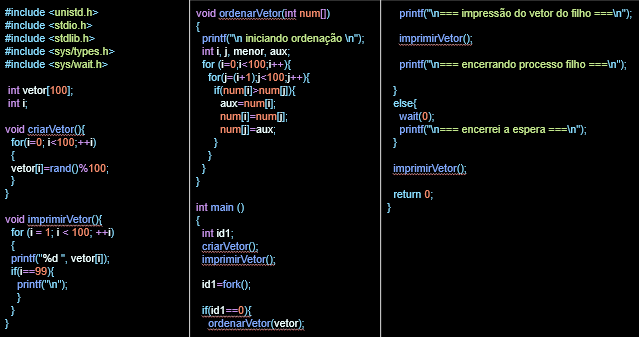 #include <unistd.h>
#include <stdio.h>
#include <stdlib.h>
#include <sys/types.h>
#include <sys/wait.h>
int vetor[100];
int i;
void criarVetor(){
for(i=0; i<100;++i)
{
vetor[i]=rand()%100;
}
}
void imprimirVetor(){
for (i = 1; i < 100; ++i)
{
printf("%d ", vetor[i]);
if(i==99){
printf("\n");
}
}
}
void ordenarVetor(int num[])
{
printf("\n iniciando ordenação \n");
int i, j, menor, aux;
for (i=0;i<100;i++){
for(j=(i+1);j<100;j++){
if(num[i]>num[j]){
aux=num[i];
num[i]=num[j];
num[j]=aux;
}
}
}
}
int main ()
{
int id1;
criarVetor();
imprimirVetor();
id1=fork();
if(id1==0){
ordenarVetor(vetor);
printf("\n=== impressão do vetor do filho ===\n");
imprimirVetor();
printf("\n=== encerrando processo filho ===\n");
}
else{
wait(0);
printf("\n=== encerrei a espera ===\n");
}
imprimirVetor();
return 0;
}